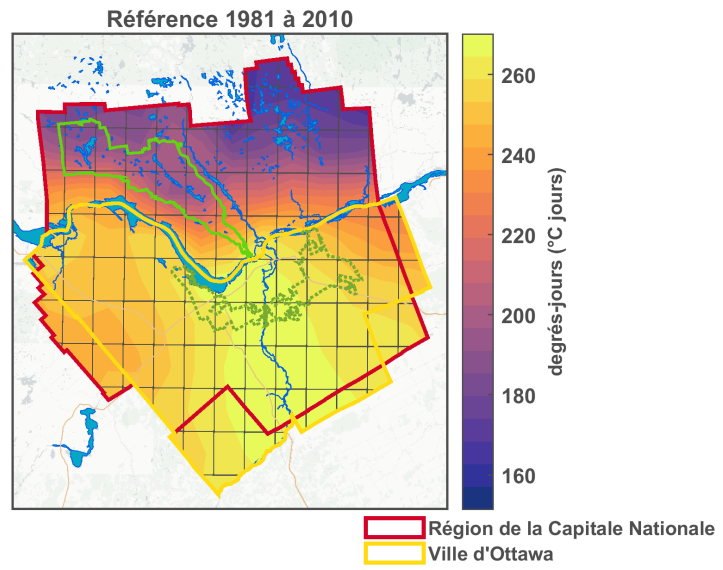 Référence 1981 à 2010
260
240
220
200
180
160
degrés-jours (°C jours)
Région de la Capitale Nationale
Ville d'Ottawa